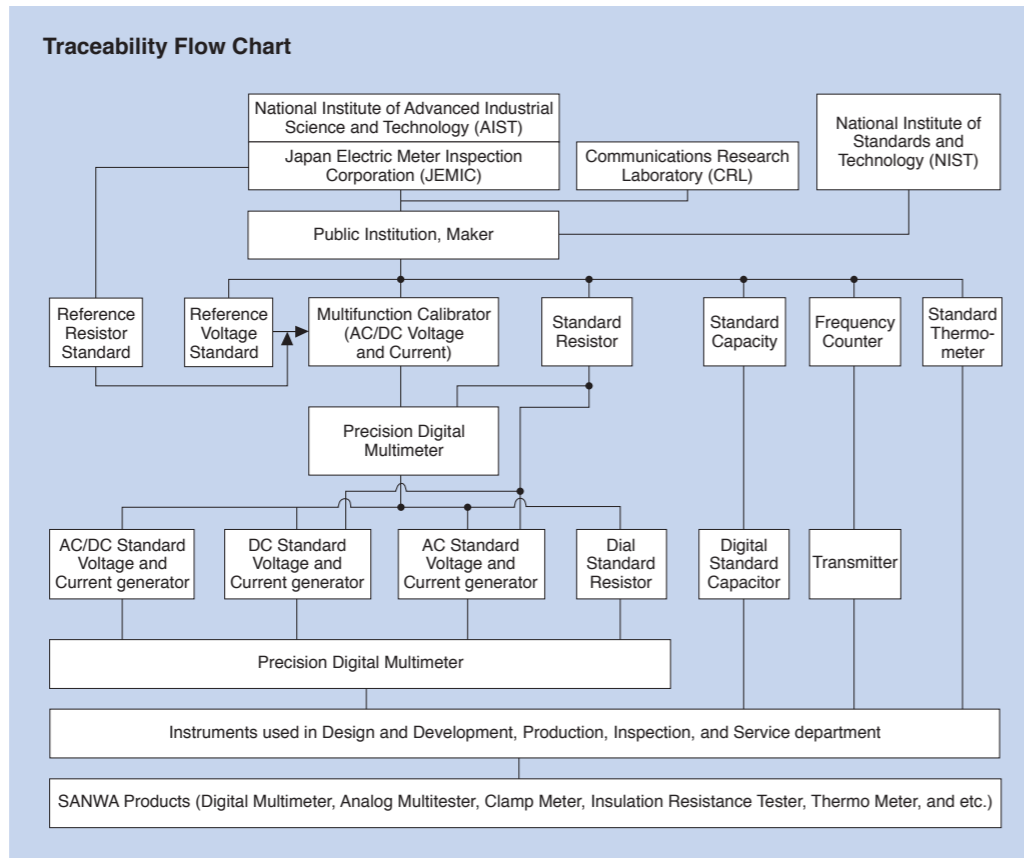 Traceability Flow Chart
National Institute of Advanced Industrial
Science and Technology (AIST)
Japan Electric Meter Inspection
Corporation (JEMIC)
Communications Research
Laboratory (CRL)
National Institute of
Standards and
Technology (NIST)
Public Institution, Maker
Reference
Resistor
Standard
Reference
Voltage
Standard
Multifunction Calibrator
(AC/DC Voltage
and Current)
Standard
Resistor
Standard
Capacity
Frequency
Counter
Standard
Thermo-
meter
Precision Digital
Multimeter
AC/DC Standard
Voltage and
Current generator
DC Standard
Voltage and
Current generator
AC Standard
Voltage and
Current generator
Dial
Standard
Resistor
Digital
Standard
Capacitor
Transmitter
Precision Digital Multimeter
Instruments used in Design and Development, Production, Inspection, and Service department
SANWA Products (Digital Multimeter, Analog Multitester, Clamp Meter, Insulation Resistance Tester, Thermo Meter, and etc.)